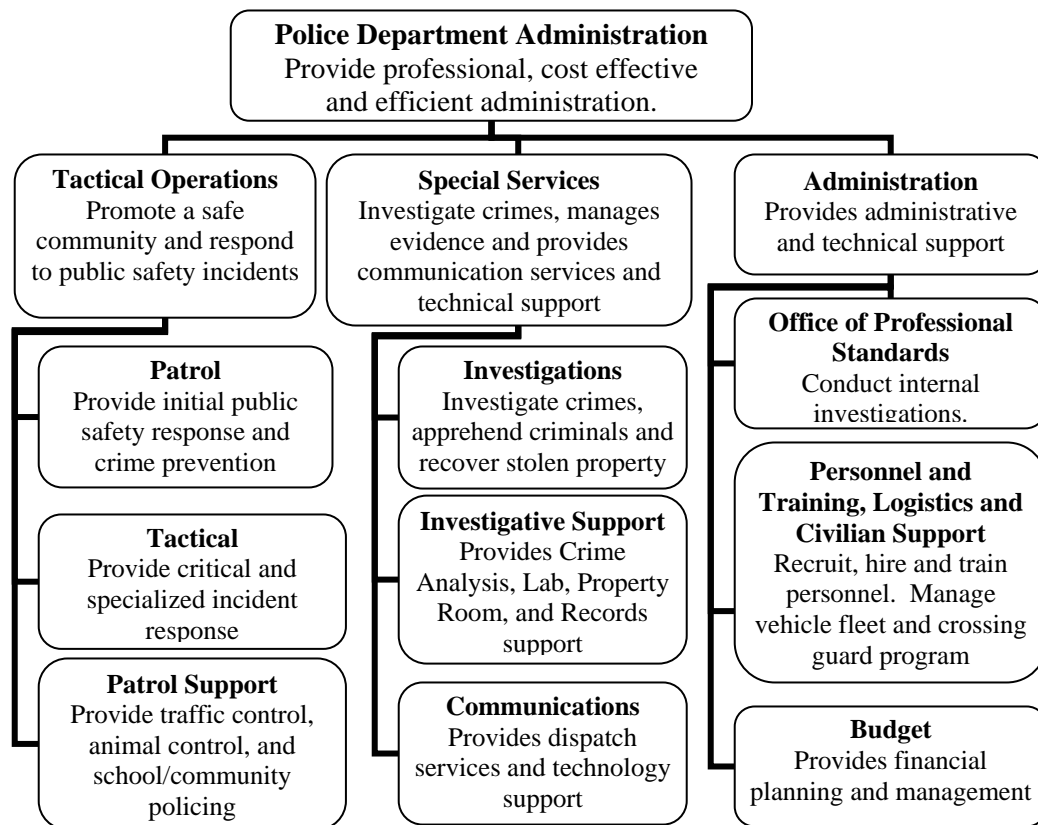 Police Department Administration
Provide professional, cost effective
and efficient administration.
Tactical Operations
Promote a safe
community and respond
to public safety incidents
Patrol
Provide initial public
safety response and
crime prevention
Tactical
Provide critical and
specialized incident
response
Patrol Support
Provide traffic control,
animal control, and
school/community
policing
Special Services
Investigate crimes, manages
evidence and provides
communication services and
technical support
Investigations
Investigate crimes,
apprehend criminals and
recover stolen property
Investigative Support
Provides Crime
Analysis, Lab, Property
Room, and Records
support
Communications
Provides dispatch
services and technology
support
Administration
Provides administrative
and technical support
Office of Professional
Standards
Conduct internal
investigations.
Personnel and
Training, Logistics and
Civilian Support
Recruit, hire and train
personnel.  Manage
vehicle fleet and crossing
guard program
Budget
Provides financial
planning and management